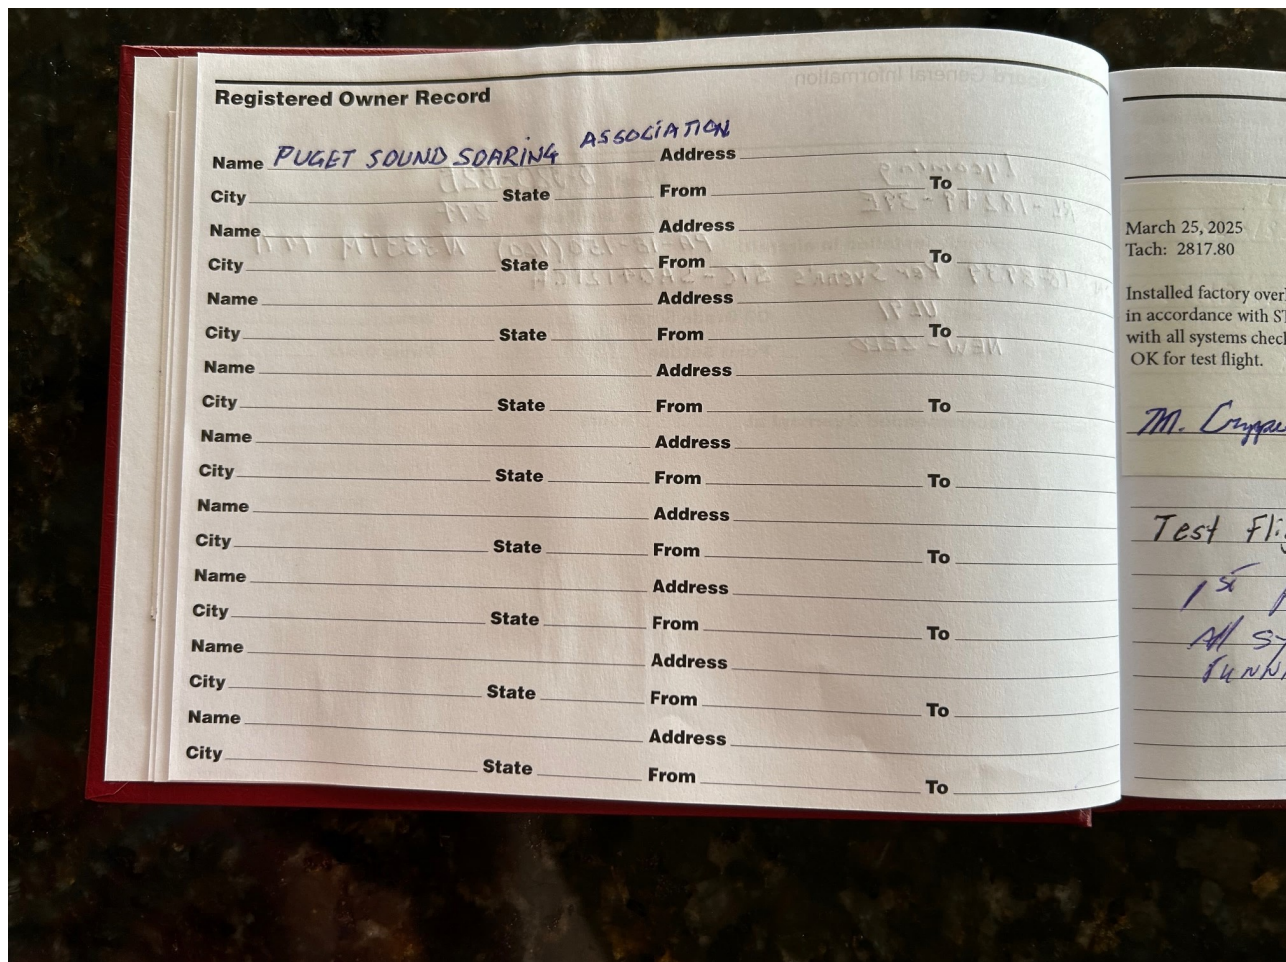 Registered Owner Record
Name PUGET SOUND SOARING ASSOCIATION Address
City State From To
Name Address
City State From To
Name Address
City State From To
Name Address
City State From To
Name Address
City State From To
Name Address
City State From To
Name Address
City State From To
Name Address
City State From To
Name Address
City State From To
March 25, 2025
Tach: 2817.80
Installed factory
in accordance with
with all systems
OK for test flight.
M.
Test
1st
All